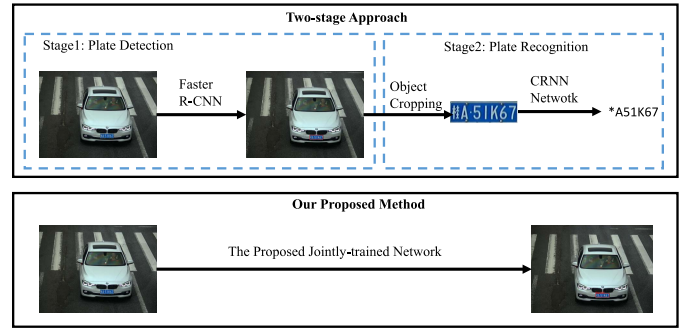 Two-stage Approach
Stage1: Plate Detection
Stage2: Plate Recognition
Faster
R-CNN
Object
Cropping
A·51K67
CRNN
Netwotk
*A51K67
Our Proposed Method
The Proposed Jointly-trained Network